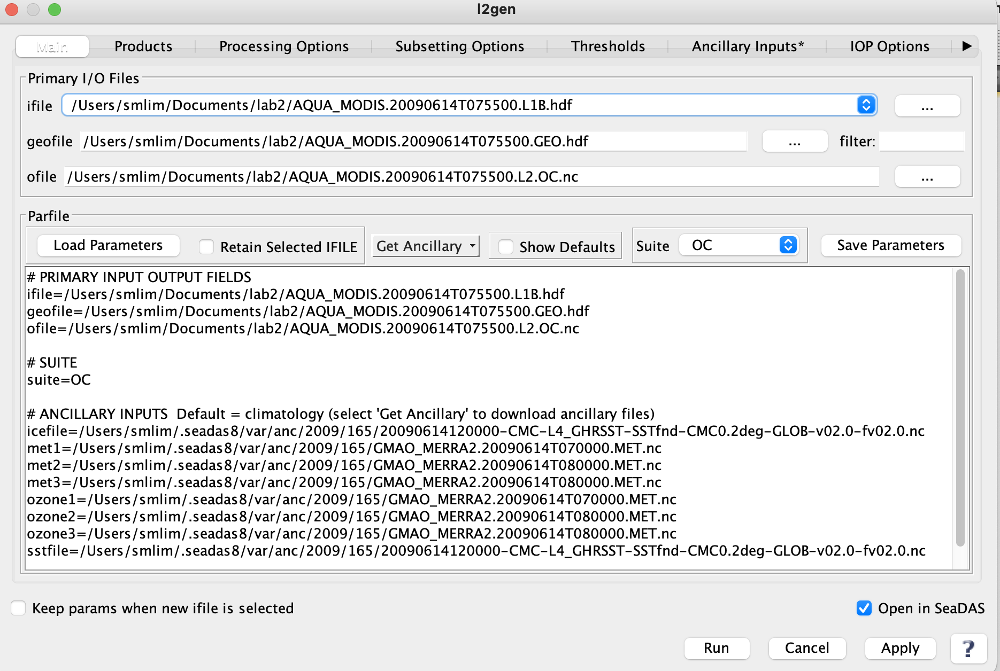 l2gen
Main Products Processing Options Subsetting Options Thresholds Ancillary Inputs* IOP Options
Primary I/O Files
ifile /Users/smlim/Documents/lab2/AQUA_MODIS.20090614T075500.L1B.hdf ...
geofile /Users/smlim/Documents/lab2/AQUA_MODIS.20090614T075500.GEO.hdf ... filter:
ofile /Users/smlim/Documents/lab2/AQUA_MODIS.20090614T075500.L2.OC.nc ...
Parfile
Load Parameters Retain Selected IFILE Get Ancillary Show Defaults Suite OC Save Parameters
# PRIMARY INPUT OUTPUT FIELDS
ifile=/Users/smlim/Documents/lab2/AQUA_MODIS.20090614T075500.L1B.hdf
geofile=/Users/smlim/Documents/lab2/AQUA_MODIS.20090614T075500.GEO.hdf
ofile=/Users/smlim/Documents/lab2/AQUA_MODIS.20090614T075500.L2.OC.nc
# SUITE
suite=OC
# ANCILLARY INPUTS  Default = climatology (select 'Get Ancillary' to download ancillary files)
icefile=/Users/smlim/.seadas8/var/anc/2009/165/20090614120000-CMC-L4_GHRSST-SSTfnd-CMC0.2deg-GLOB-v02.0-fv02.0.nc
met1=/Users/smlim/.seadas8/var/anc/2009/165/GMAO_MERRA2.20090614T070000.MET.nc
met2=/Users/smlim/.seadas8/var/anc/2009/165/GMAO_MERRA2.20090614T080000.MET.nc
met3=/Users/smlim/.seadas8/var/anc/2009/165/GMAO_MERRA2.20090614T080000.MET.nc
ozone1=/Users/smlim/.seadas8/var/anc/2009/165/GMAO_MERRA2.20090614T070000.MET.nc
ozone2=/Users/smlim/.seadas8/var/anc/2009/165/GMAO_MERRA2.20090614T080000.MET.nc
ozone3=/Users/smlim/.seadas8/var/anc/2009/165/GMAO_MERRA2.20090614T080000.MET.nc
sstfile=/Users/smlim/.seadas8/var/anc/2009/165/20090614120000-CMC-L4_GHRSST-SSTfnd-CMC0.2deg-GLOB-v02.0-fv02.0.nc
Keep params when new ifile is selected Open in SeaDAS
Run Cancel Apply ?